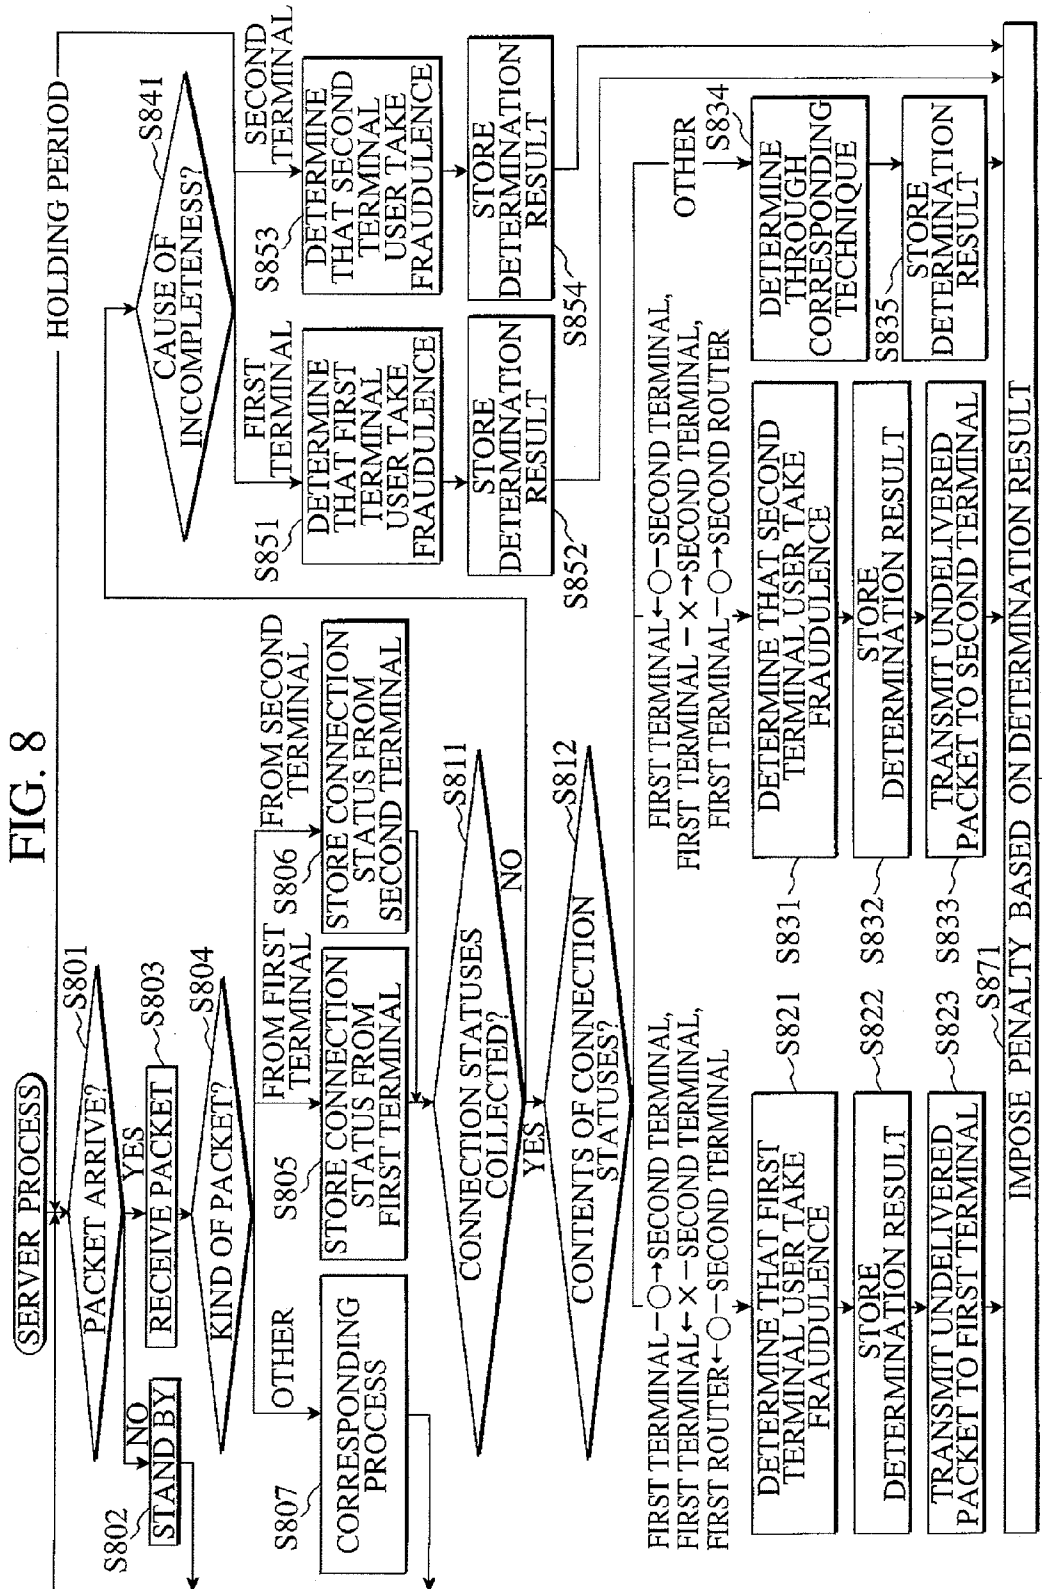 FIG. 8
SERVER PROCESS
PACKET ARRIVE?
S801
NO
YES
S802
STAND BY
S803
RECEIVE PACKET
S804
KIND OF PACKET?
OTHER
FROM FIRST
TERMINAL
FROM SECOND
TERMINAL
S807
CORRESPONDING
PROCESS
S805
STORE CONNECTION
STATUS FROM
FIRST TERMINAL
S806
STORE CONNECTION
STATUS FROM
SECOND TERMINAL
S811
CONNECTION STATUSES
COLLECTED?
NO
YES
S812
CONTENTS OF CONNECTION
STATUSES?
HOLDING PERIOD
S841
CAUSE OF
INCOMPLETENESS?
FIRST
TERMINAL
SECOND
TERMINAL
S851
DETERMINE
THAT FIRST
TERMINAL
USER TAKE
FRAUDULENCE
S853
DETERMINE
THAT SECOND
TERMINAL
USER TAKE
FRAUDULENCE
STORE
DETERMINATION
RESULT
S852
STORE
DETERMINATION
RESULT
S854
FIRST TERMINAL–○→SECOND TERMINAL,
FIRST TERMINAL←×–SECOND TERMINAL,
FIRST ROUTER←○–SECOND TERMINAL
FIRST TERMINAL←○–SECOND TERMINAL,
FIRST TERMINAL–×→SECOND TERMINAL,
FIRST TERMINAL–○→SECOND ROUTER
OTHER
S821
DETERMINE THAT FIRST
TERMINAL USER TAKE
FRAUDULENCE
S822
STORE
DETERMINATION RESULT
S823
TRANSMIT UNDELIVERED
PACKET TO FIRST TERMINAL
S831
DETERMINE THAT SECOND
TERMINAL USER TAKE
FRAUDULENCE
S832
STORE
DETERMINATION RESULT
S833
TRANSMIT UNDELIVERED
PACKET TO SECOND TERMINAL
S834
DETERMINE
THROUGH
CORRESPONDING
TECHNIQUE
S835
STORE
DETERMINATION
RESULT
S871
IMPOSE PENALTY BASED ON DETERMINATION RESULT